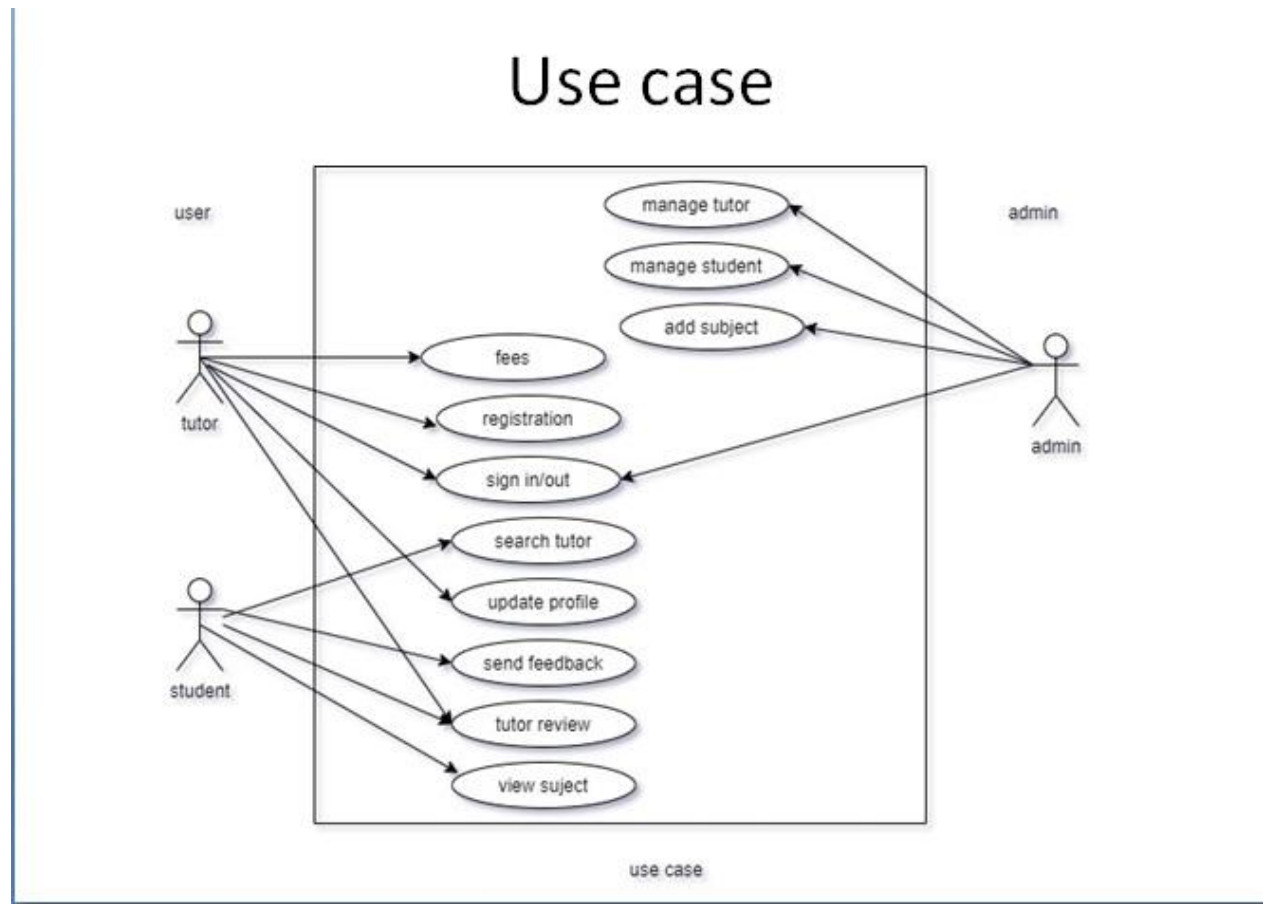 Use case
user
admin
manage tutor
manage student
add subject
fees
registration
sign in/out
search tutor
update profile
send feedback
tutor review
view suject
tutor
student
admin
use case